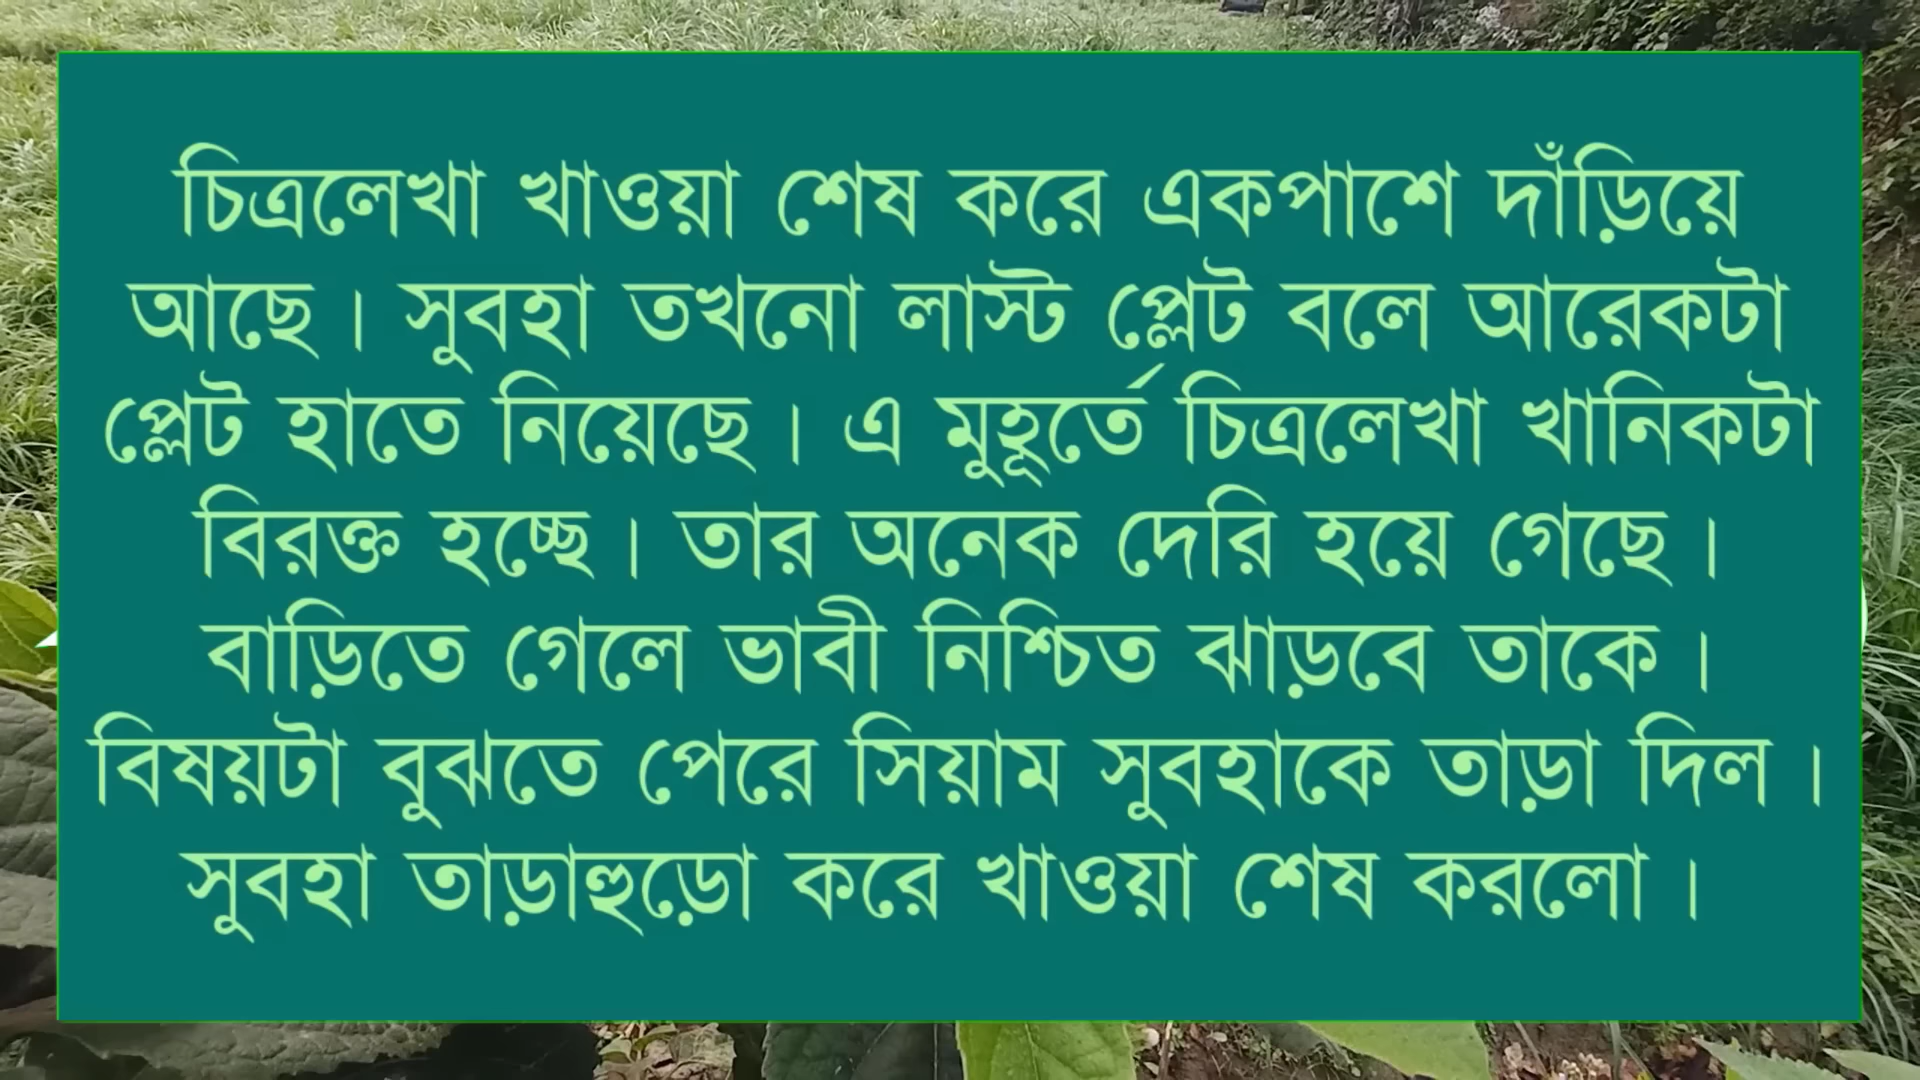 চিত্রলেখা খাওয়া শেষ করে একপাশে দাঁড়িয়ে
আছে। সুবহা তখনো লাস্ট প্লেট বলে আরেকটা
প্লেট হাতে নিয়েছে। এ মুহূর্তে চিত্রলেখা খানিকটা
বিরক্ত হচ্ছে। তার অনেক দেরি হয়ে গেছে।
বাড়িতে গেলে ভাবী নিশ্চিত ঝাড়বে তাকে।
বিষয়টা বুঝতে পেরে সিয়াম সুবহাকে তাড়া দিল।
সুবহা তাড়াহুড়ো করে খাওয়া শেষ করলো।